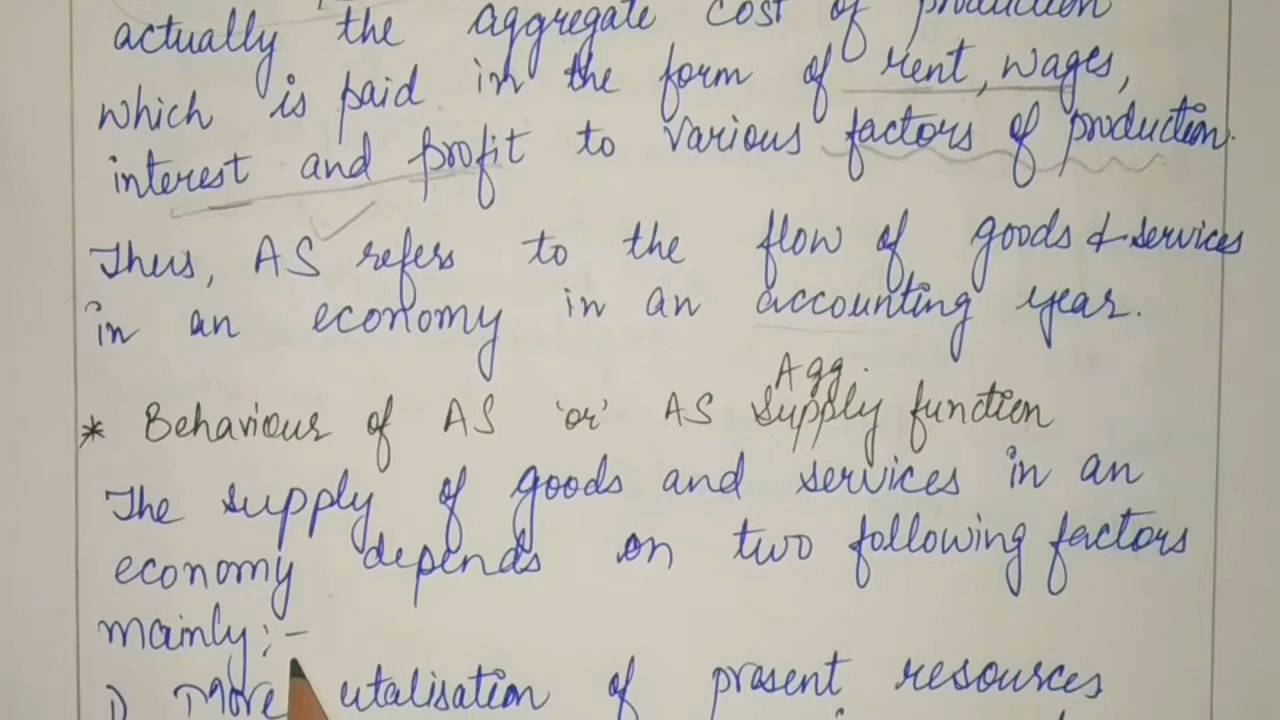 actually the aggregate cost of production
which is paid in the form of rent, wages,
interest and profit to various factors of production.
Thus, AS refers to the flow of goods & services
in an economy in an accounting year.
Agg.
* Behaviour of AS 'or' AS Supply function
The supply of goods and services in an
economy depends on two following factors
mainly:-
1) More utalisation of present resources